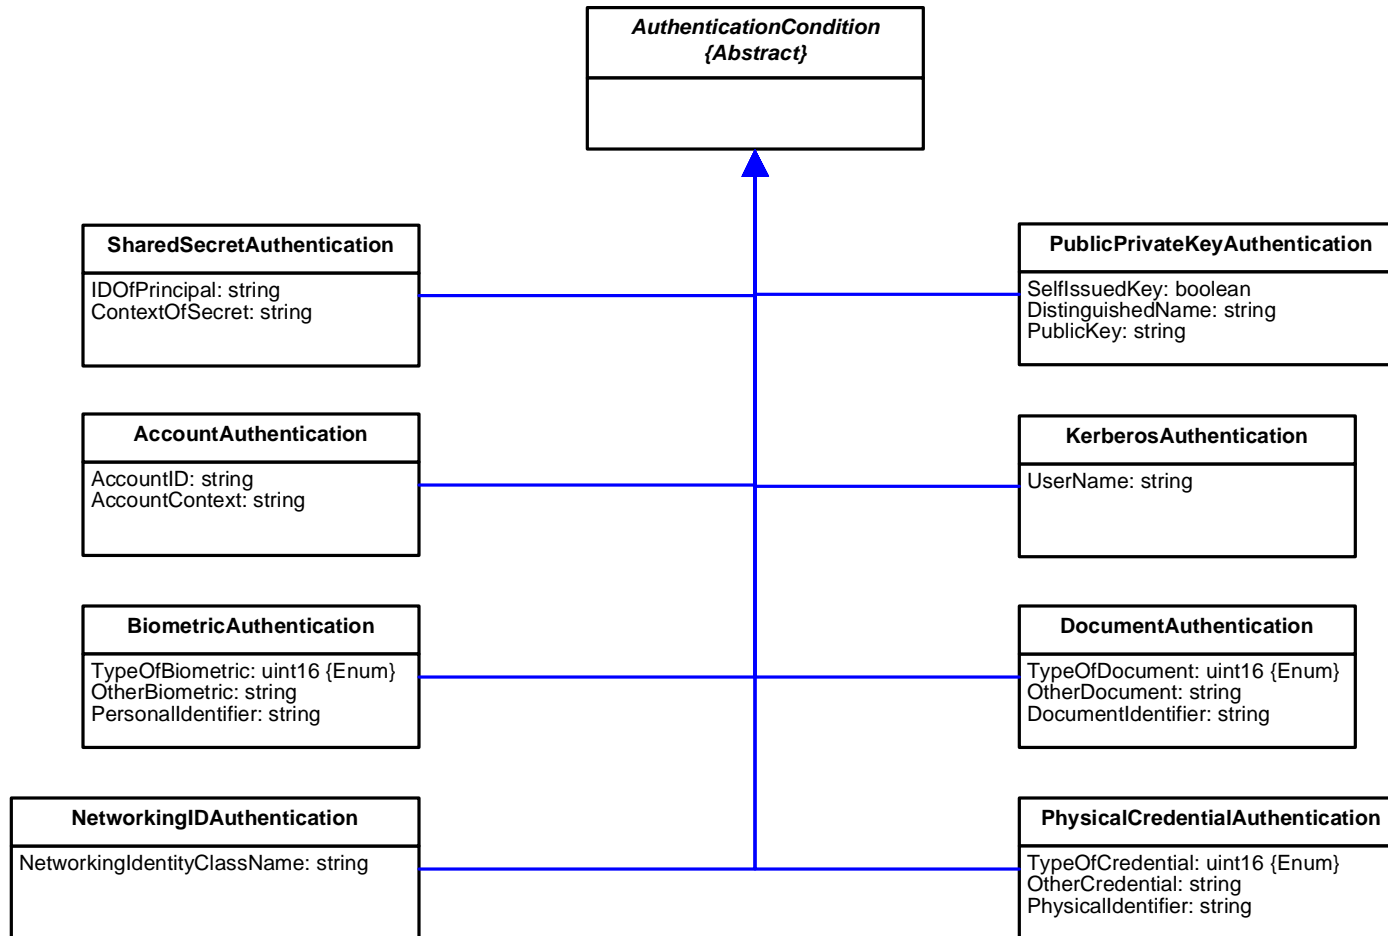 AuthenticationCondition
{Abstract}
SharedSecretAuthentication
IDOfPrincipal: string
ContextOfSecret: string
PublicPrivateKeyAuthentication
SelfIssuedKey: boolean
DistinguishedName: string
PublicKey: string
AccountAuthentication
AccountID: string
AccountContext: string
KerberosAuthentication
UserName: string
BiometricAuthentication
TypeOfBiometric: uint16 {Enum}
OtherBiometric: string
PersonalIdentifier: string
DocumentAuthentication
TypeOfDocument: uint16 {Enum}
OtherDocument: string
DocumentIdentifier: string
NetworkingIDAuthentication
NetworkingIdentityClassName: string
PhysicalCredentialAuthentication
TypeOfCredential: uint16 {Enum}
OtherCredential: string
PhysicalIdentifier: string